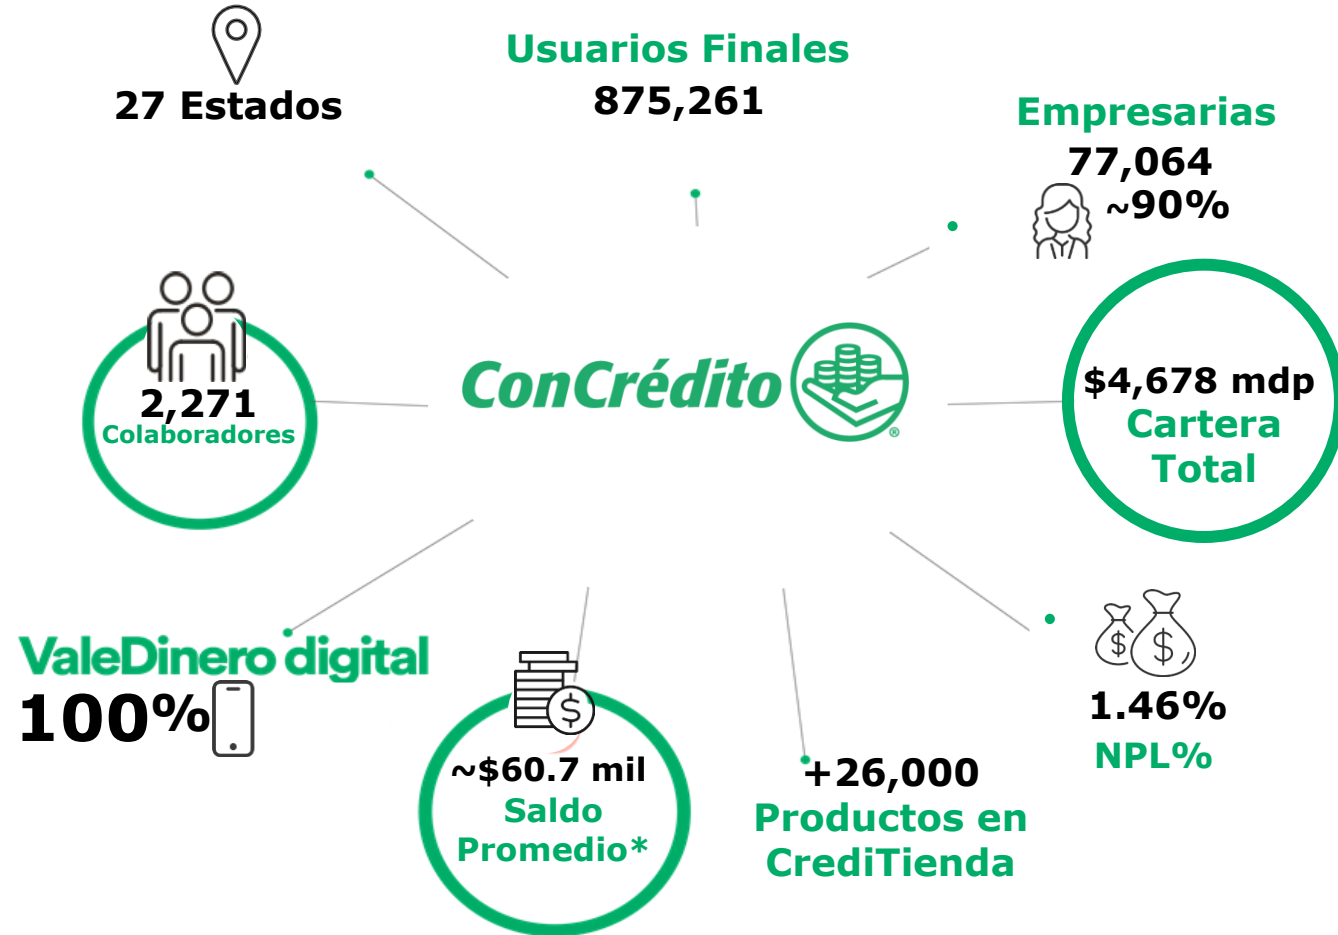 27 Estados
Usuarios Finales
875,261
Empresarias
77,064
~90%
2,271
Colaboradores
ConCrédito
®
$4,678 mdp
Cartera
Total
ValeDinero digital
100%
$
~$60.7 mil
Saldo
Promedio*
+26,000
Productos en
CrediTienda
$ $
1.46%
NPL%